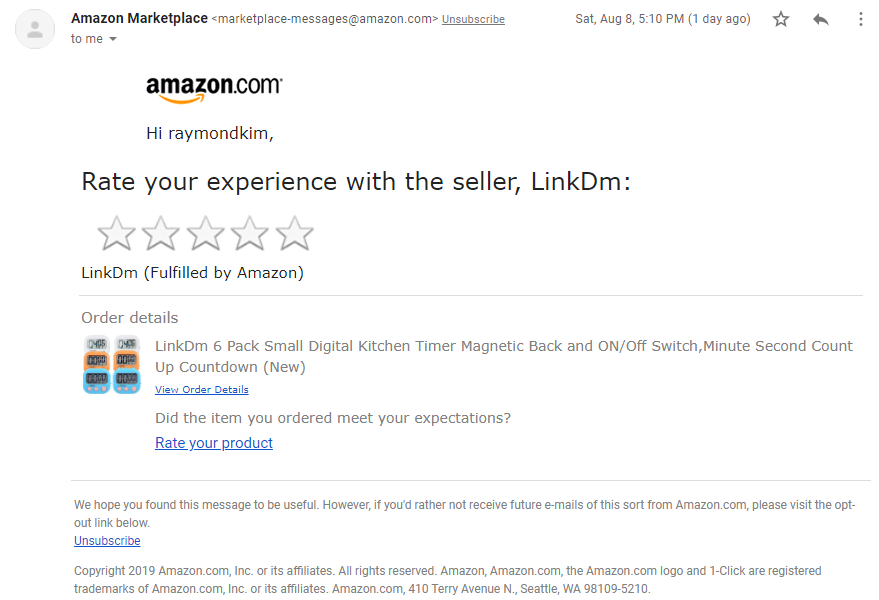 Amazon Marketplace <marketplace-messages@amazon.com> Unsubscribe Sat, Aug 8, 5:10 PM (1 day ago)
to me
amazon.com
Hi raymondkim,
Rate your experience with the seller, LinkDm:
LinkDm (Fulfilled by Amazon)
Order details
LinkDm 6 Pack Small Digital Kitchen Timer Magnetic Back and ON/Off Switch,Minute Second Count
Up Countdown (New)
View Order Details
Did the item you ordered meet your expectations?
Rate your product
We hope you found this message to be useful. However, if you'd rather not receive future e-mails of this sort from Amazon.com, please visit the opt-
out link below.
Unsubscribe
Copyright 2019 Amazon.com, Inc. or its affiliates. All rights reserved. Amazon, Amazon.com, the Amazon.com logo and 1-Click are registered
trademarks of Amazon.com, Inc. or its affiliates. Amazon.com, 410 Terry Avenue N., Seattle, WA 98109-5210.